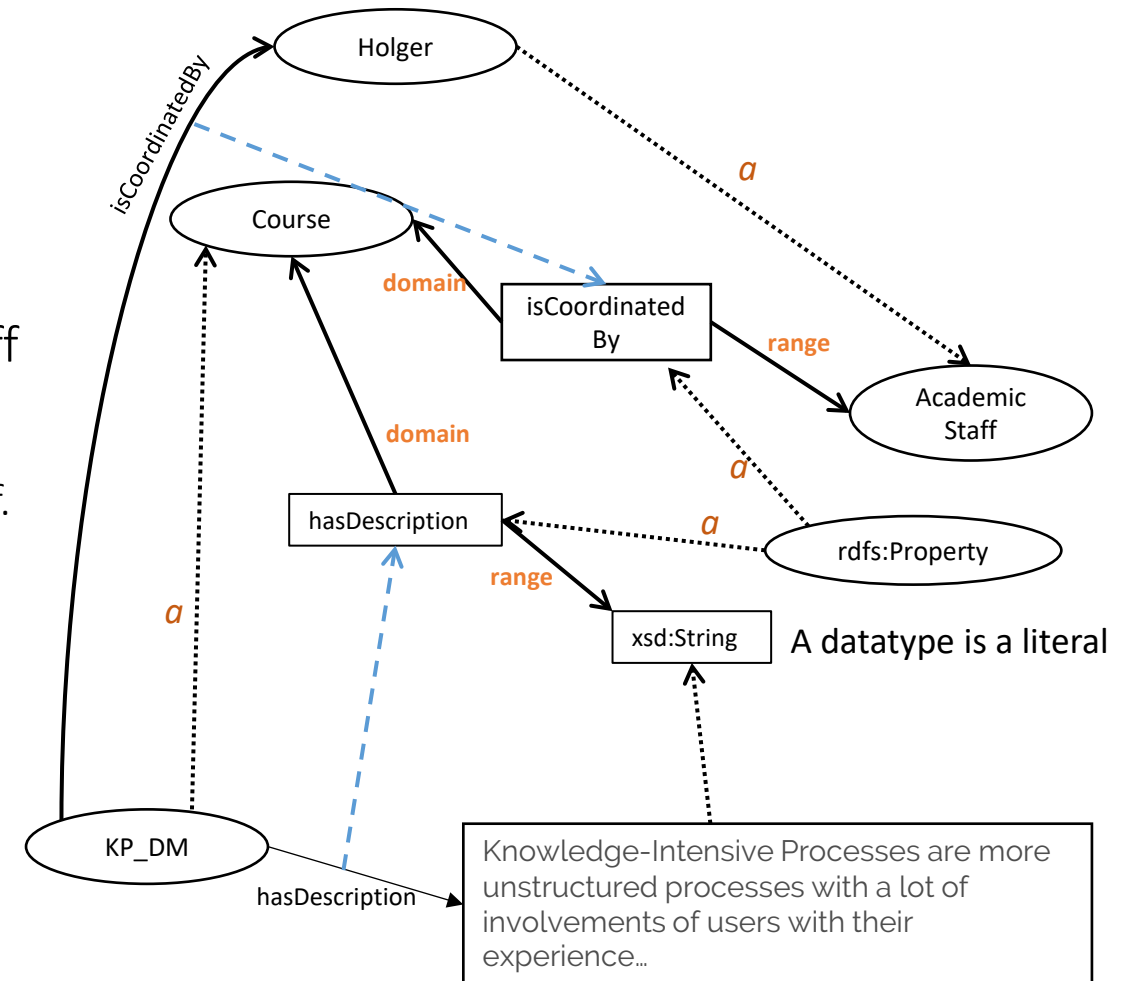 Holger
isCoordinatedBy
a
Course
domain
isCoordinated
By
range
ff
Academic
Staff
domain
a
f.
hasDescription
a
rdfs:Property
range
a
xsd:String
A datatype is a literal
KP_DM
hasDescription
Knowledge-Intensive Processes are more
unstructured processes with a lot of
involvements of users with their
experience…